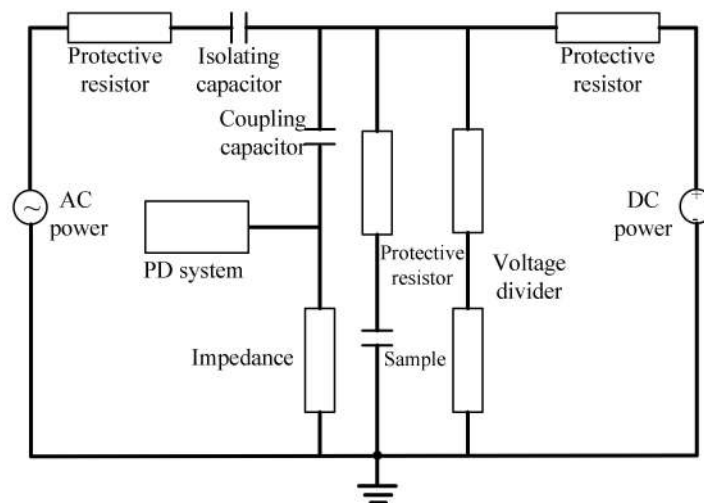 Protective
resistor
Isolating
capacitor
Protective
resistor
Coupling
capacitor
~
AC
power
PD system
Protective
resistor
Voltage
divider
+
-
DC
power
Impedance
Sample